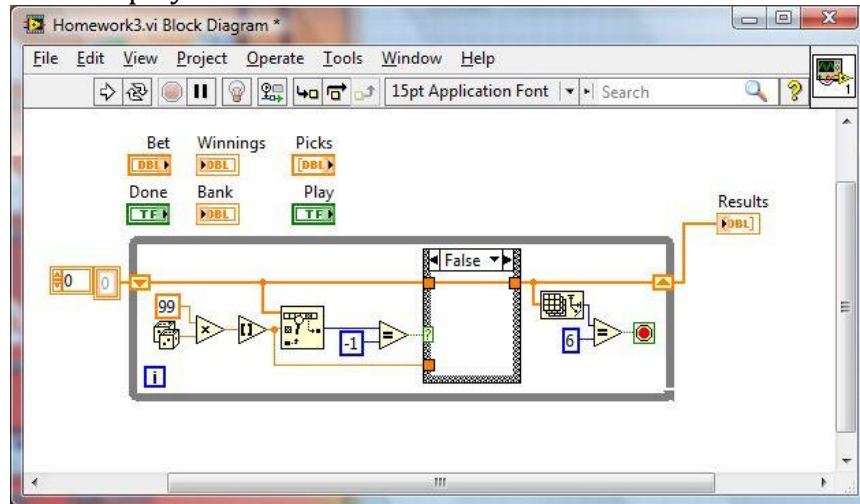 Homework3.vi Block Diagram *
File Edit View Project Operate Tools Window Help
15pt Application Font Search
1
Bet Winnings Picks
DBL DBL [DBL]
Done Bank Play
TF DBL TF
Results
DBL]
False
0 0
99
-1
?
6
i